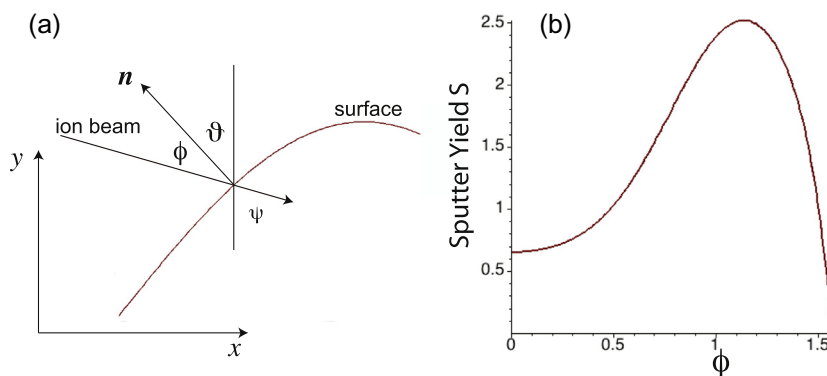 (a)
n
ϑ
surface
ion beam
ϕ
y
ψ
x
(b)
Sputter Yield S
2.5
2
1.5
1
0.5
0
0.5
1
1.5
ϕ